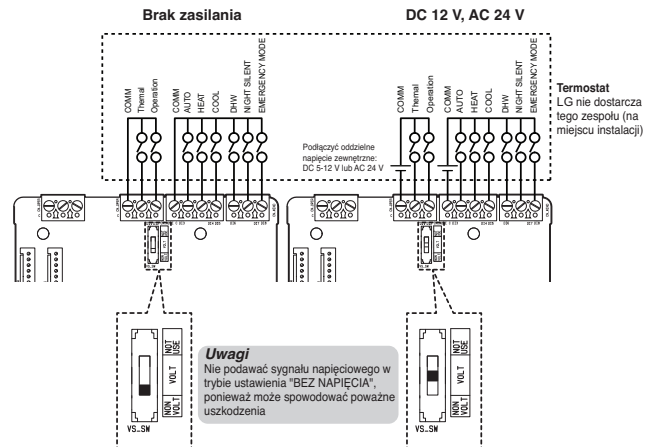 Brak zasilania
DC 12 V, AC 24 V
COMM
Themal
Operation
COMM
AUTO
HEAT
COOL
DHW
NIGHT SILENT
EMERGENCY MODE
COMM
Themal
Operation
COMM
AUTO
HEAT
COOL
DHW
NIGHT SILENT
EMERGENCY MODE
Termostat
LG nie dostarcza
tego zespołu (na
miejscu instalacji)
Podłączyć oddzielne
napięcie zewnętrzne:
DC 5-12 V lub AC 24 V
NOT
USE
VOLT
NON
VOLT
VS_SW
Uwagi
Nie podawać sygnału napięciowego w
trybie ustawienia "BEZ NAPIĘCIA",
ponieważ może spowodować poważne
uszkodzenia
NOT
USE
VOLT
NON
VOLT
VS_SW